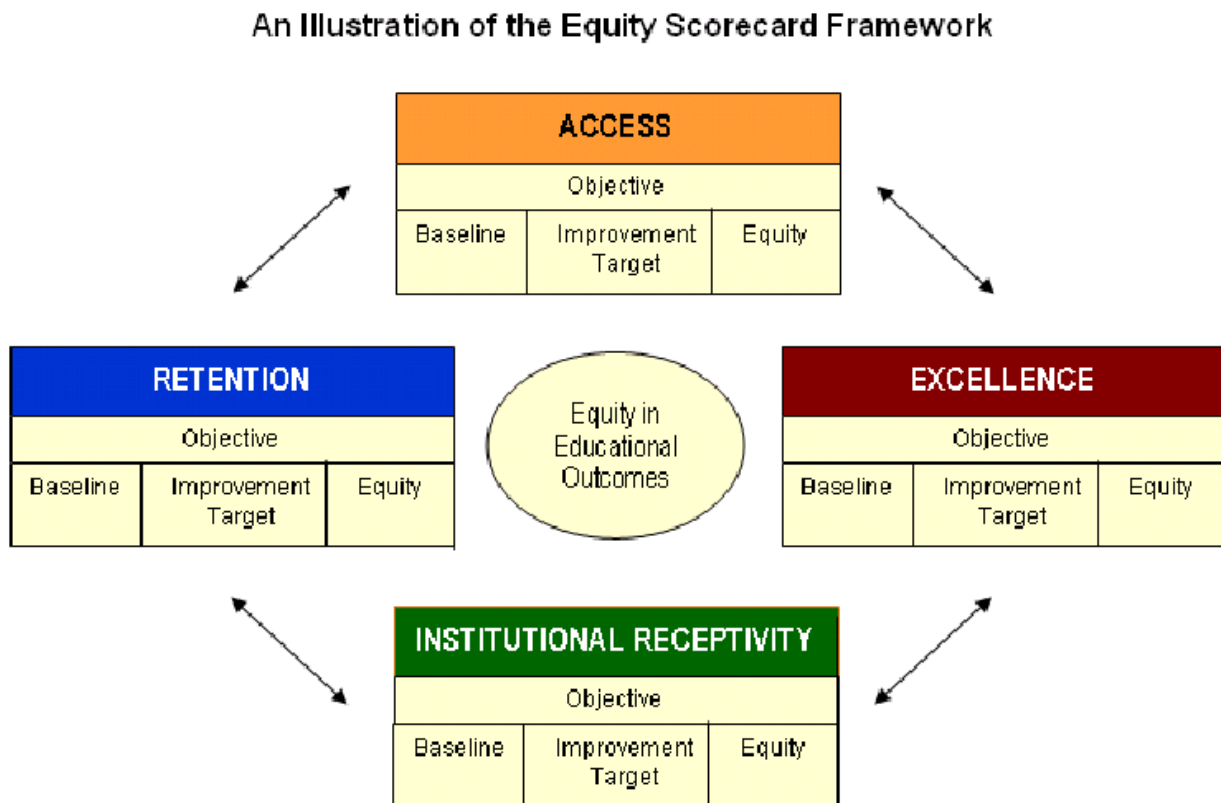 An Illustration of the Equity Scorecard Framework
ACCESS
Objective
Baseline
Improvement
Target
Equity
RETENTION
Objective
Baseline
Improvement
Target
Equity
Equity in
Educational
Outcomes
EXCELLENCE
Objective
Baseline
Improvement
Target
Equity
INSTITUTIONAL RECEPTIVITY
Objective
Baseline
Improvement
Target
Equity